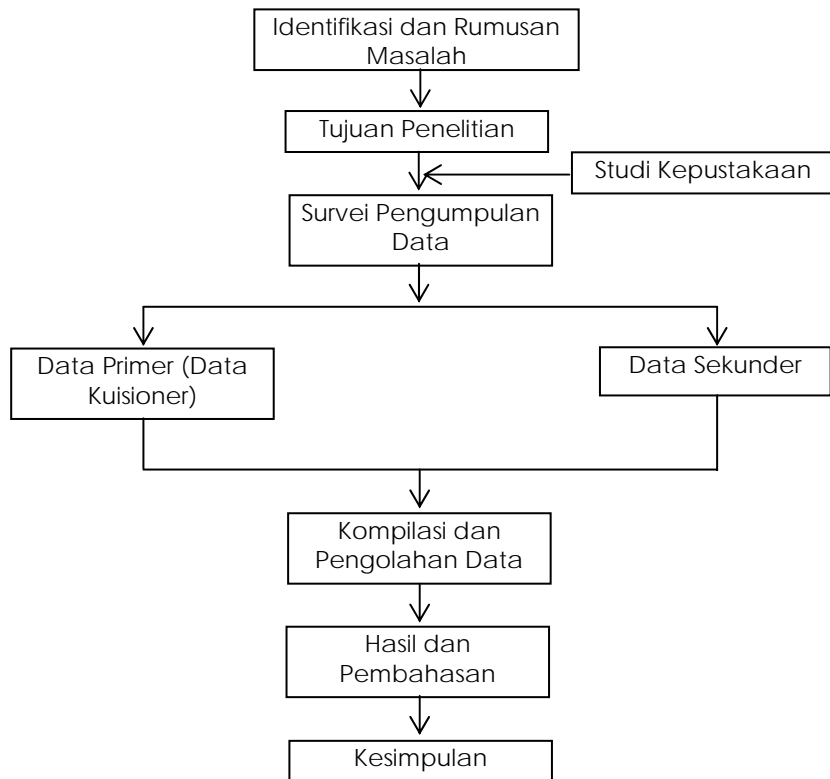 Identifikasi dan Rumusan
Masalah
Tujuan Penelitian
Studi Kepustakaan
Survei Pengumpulan
Data
Data Primer (Data
Kuisioner)
Data Sekunder
Kompilasi dan
Pengolahan Data
Hasil dan
Pembahasan
Kesimpulan